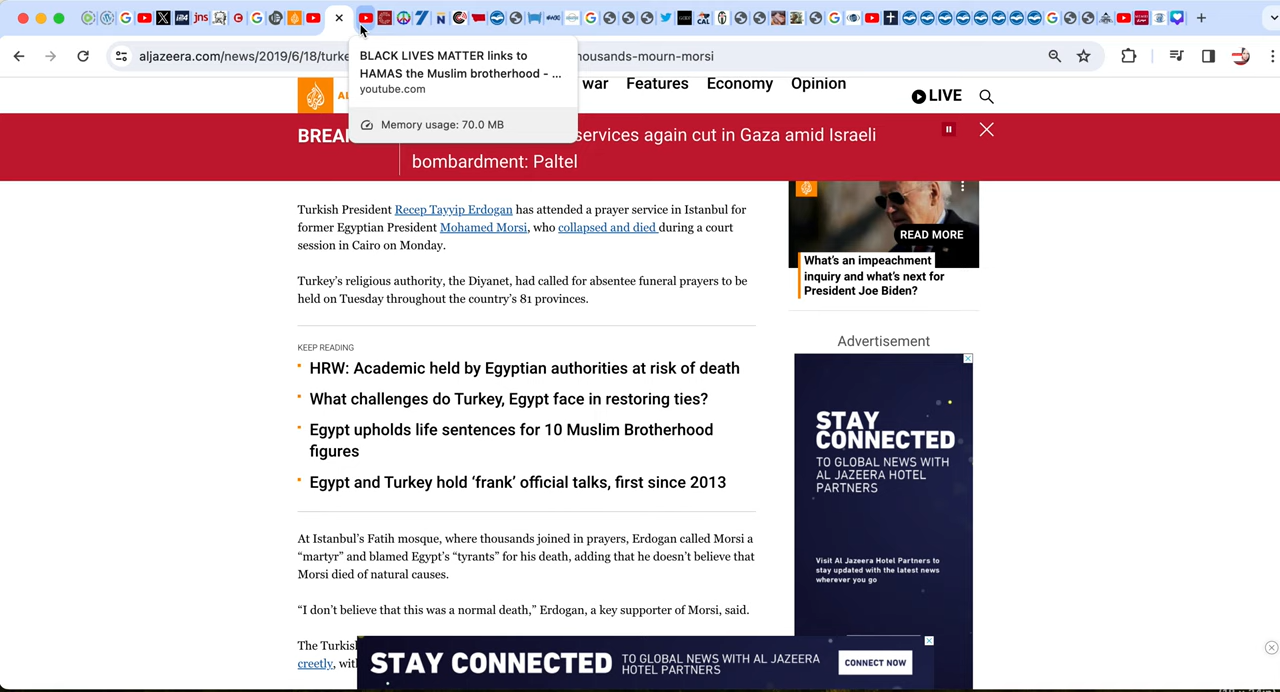 aljazeera.com/news/2019/6/18/turke
housands-mourn-morsi
BLACK LIVES MATTER links to
HAMAS the Muslim brotherhood - ...
youtube.com
Memory usage: 70.0 MB
war
Features
Economy
Opinion
LIVE
BREA
services again cut in Gaza amid Israeli
bombardment: Paltel
Turkish President Recep Tayyip Erdogan has attended a prayer service in Istanbul for
former Egyptian President Mohamed Morsi, who collapsed and died during a court
session in Cairo on Monday.
Turkey's religious authority, the Diyanet, had called for absentee funeral prayers to be
held on Tuesday throughout the country's 81 provinces.
KEEP READING
HRW: Academic held by Egyptian authorities at risk of death
What challenges do Turkey, Egypt face in restoring ties?
Egypt upholds life sentences for 10 Muslim Brotherhood
figures
Egypt and Turkey hold ‘frank’ official talks, first since 2013
At Istanbul's Fatih mosque, where thousands joined in prayers, Erdogan called Morsi a
“martyr” and blamed Egypt's “tyrants” for his death, adding that he doesn't believe that
Morsi died of natural causes.
“I don't believe that this was a normal death,” Erdogan, a key supporter of Morsi, said.
The Turkis
creetly, wit
READ MORE
What's an impeachment
inquiry and what's next for
President Joe Biden?
Advertisement
STAY
CONNECTED
TO GLOBAL NEWS WITH
AL JAZEERA HOTEL
PARTNERS
Visit Al Jazeera Hotel Partners to
stay updated with the latest news
wherever you go
STAY CONNECTED
TO GLOBAL NEWS WITH AL JAZEERA
HOTEL PARTNERS
CONNECT NOW